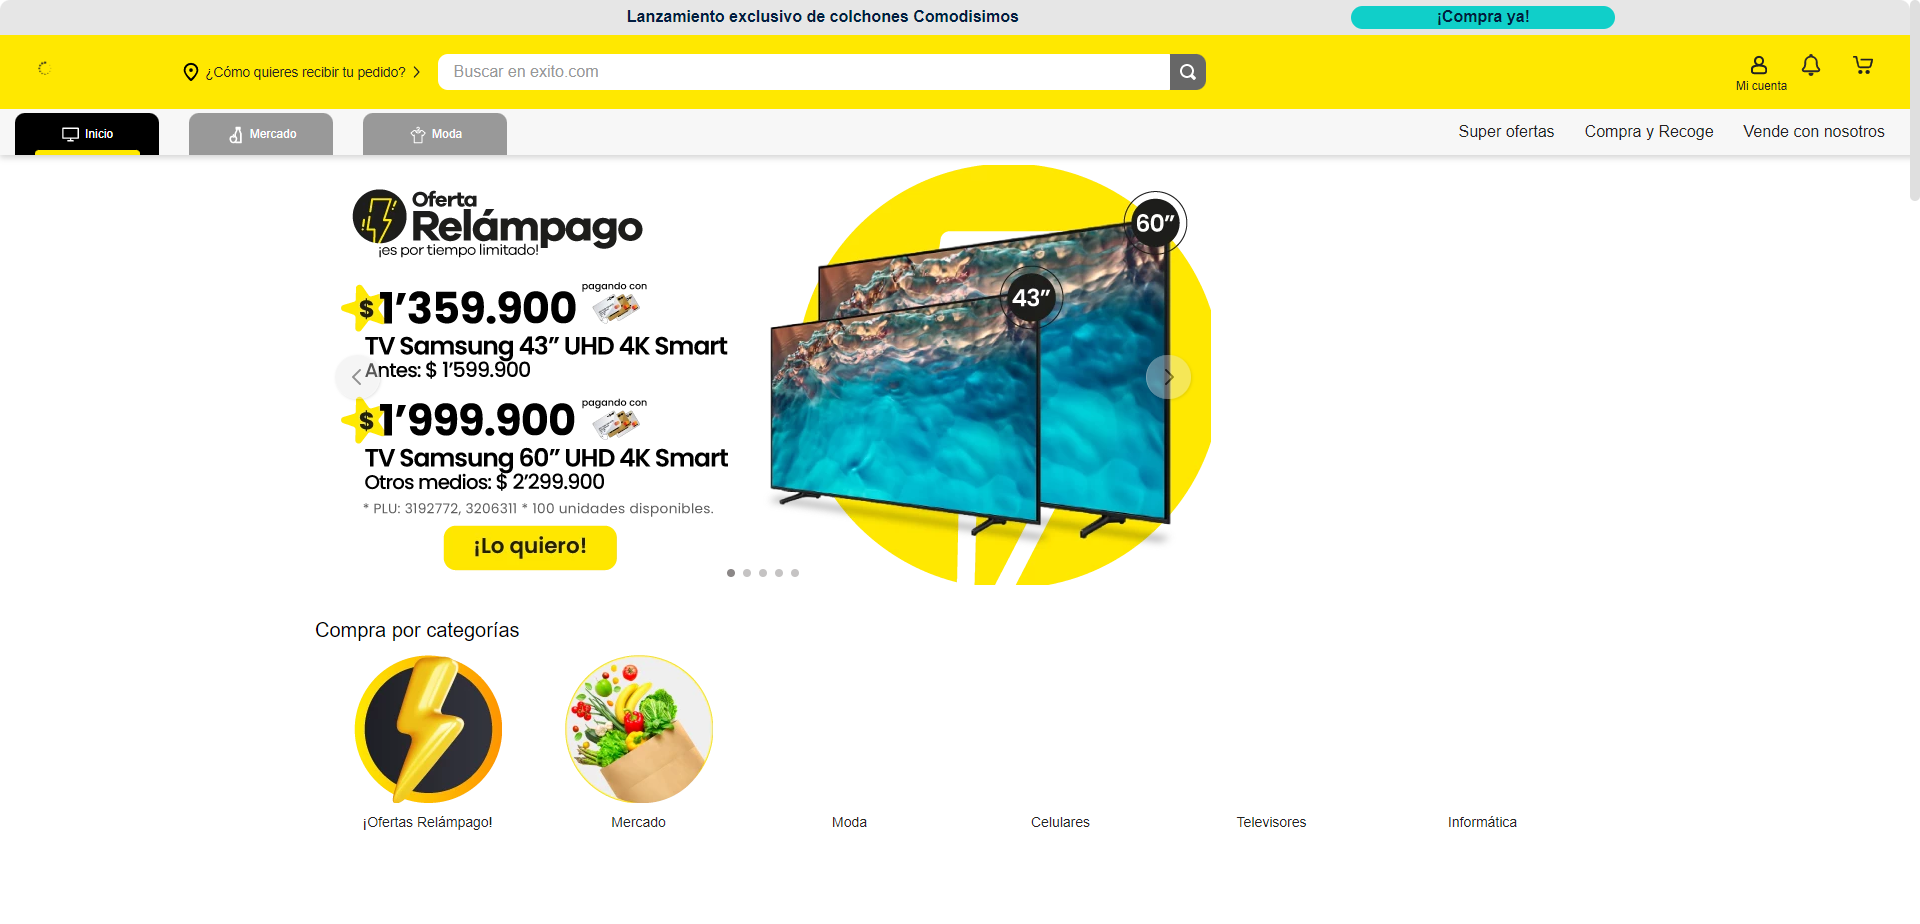 Lanzamiento exclusivo de colchones Comodisimos
¡Compra ya!
¿Cómo quieres recibir tu pedido?
Buscar en exito.com
Mi cuenta
Inicio
Mercado
Moda
Super ofertas
Compra y Recoge
Vende con nosotros
Oferta
Relámpago
¡es por tiempo limitado!
$1’359.900
pagando con
TV Samsung 43” UHD 4K Smart
Antes: $ 1’599.900
$1’999.900
pagando con
TV Samsung 60” UHD 4K Smart
Otros medios: $ 2’299.900
* PLU: 3192772, 3206311 * 100 unidades disponibles.
¡Lo quiero!
60”
43”
Compra por categorías
¡Ofertas Relámpago!
Mercado
Moda
Celulares
Televisores
Informática